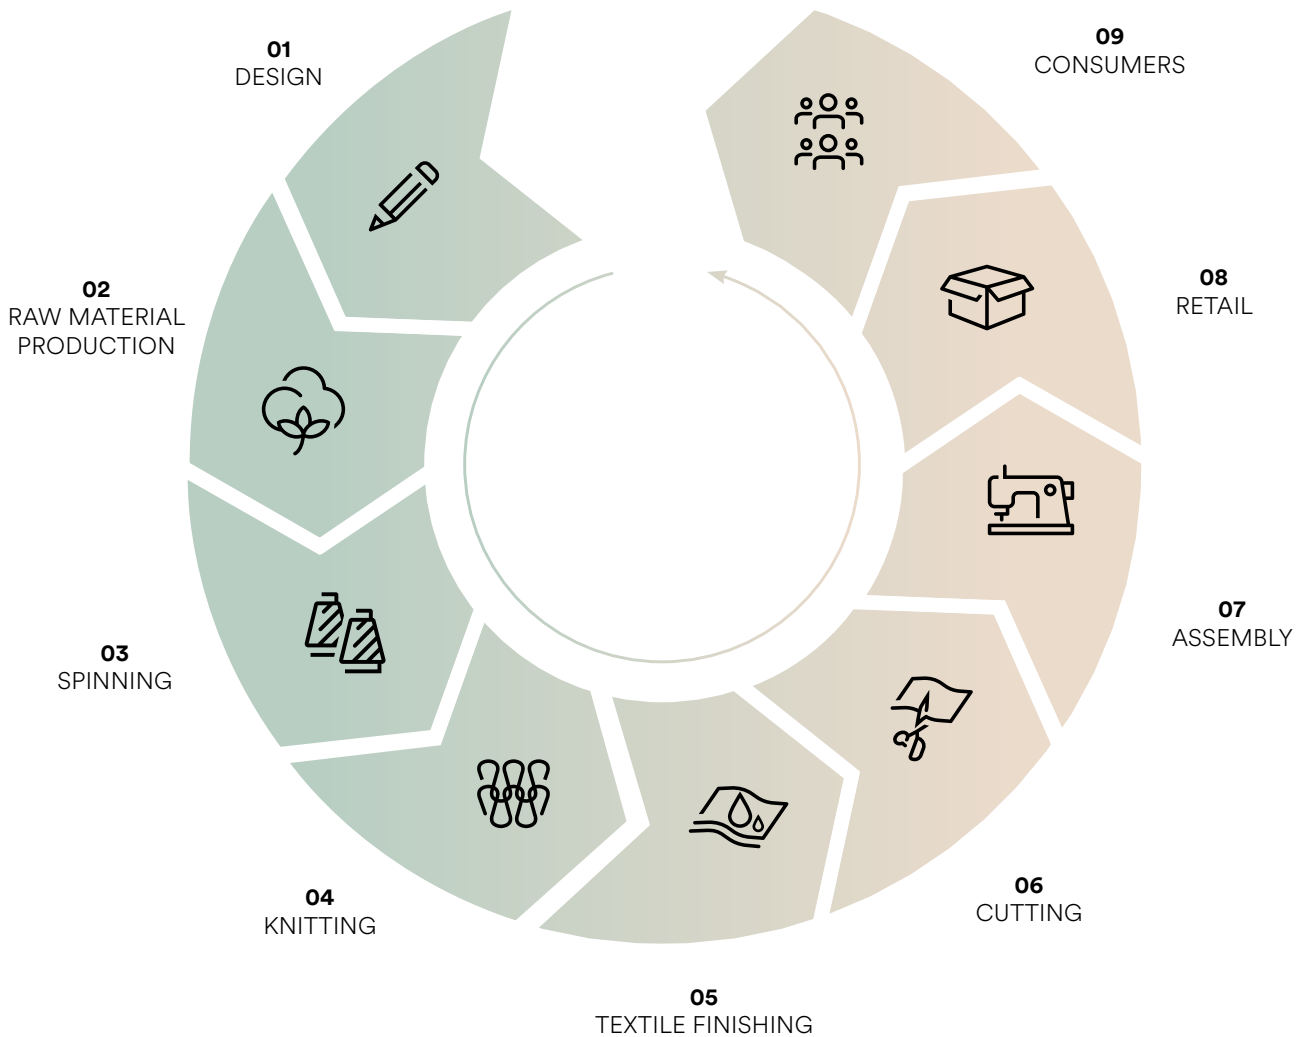 01
DESIGN
02
RAW MATERIAL
PRODUCTION
03
SPINNING
04
KNITTING
05
TEXTILE FINISHING
06
CUTTING
07
ASSEMBLY
08
RETAIL
09
CONSUMERS